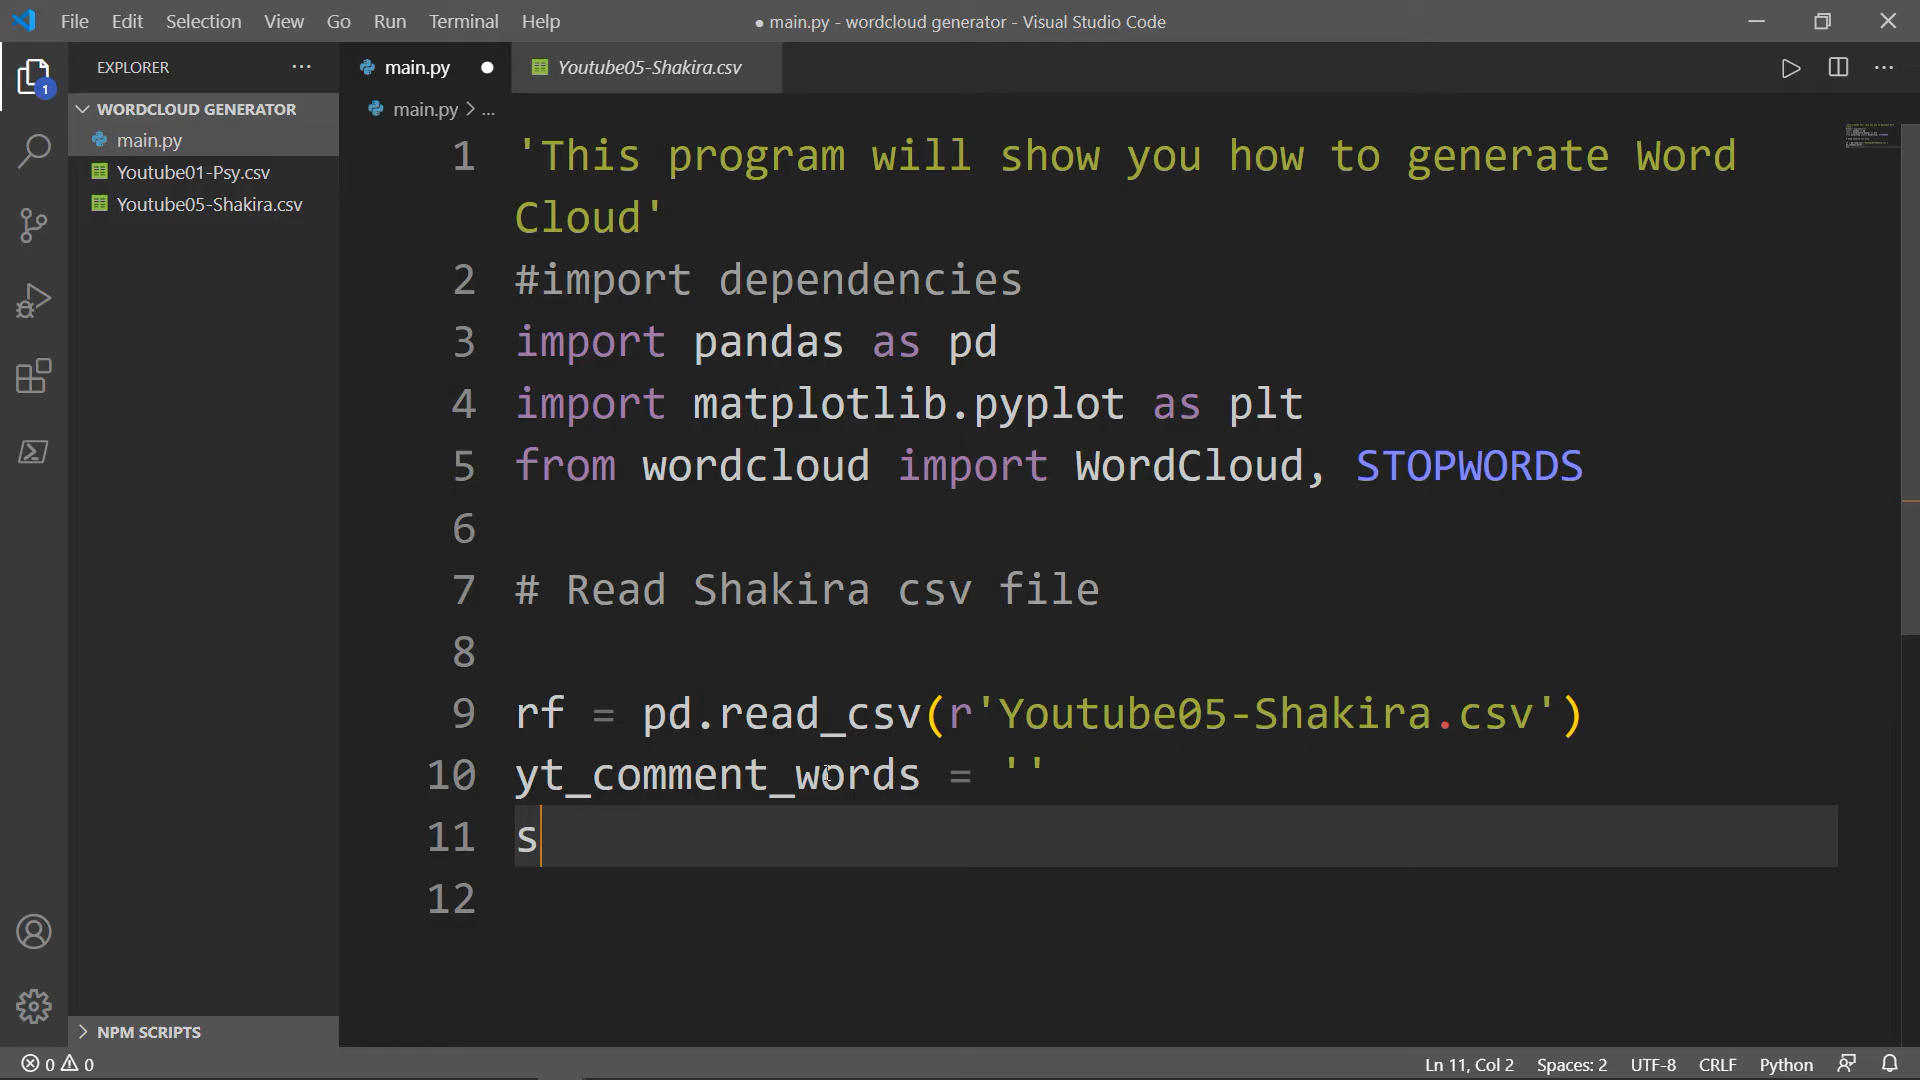 File Edit Selection View Go Run Terminal Help
● main.py - wordcloud generator - Visual Studio Code
EXPLORER
WORDCLOUD GENERATOR
main.py
Youtube01-Psy.csv
Youtube05-Shakira.csv
NPM SCRIPTS
1
main.py
Youtube05-Shakira.csv
main.py > ...
1 'This program will show you how to generate Word
Cloud'
2 #import dependencies
3 import pandas as pd
4 import matplotlib.pyplot as plt
5 from wordcloud import WordCloud, STOPWORDS
6
7 # Read Shakira csv file
8
9 rf = pd.read_csv(r'Youtube05-Shakira.csv')
10 yt_comment_words = ''
11 s
12
0 0
Ln 11, Col 2 Spaces: 2 UTF-8 CRLF Python